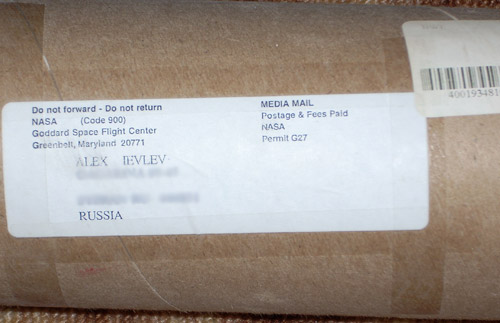 Do not forward - Do not return
NASA (Code 900)
Goddard Space Flight Center
Greenbelt, Maryland 20771
MEDIA MAIL
Postage & Fees Paid
NASA
Permit G27
ALEX IEVLEV
RUSSIA
400193481